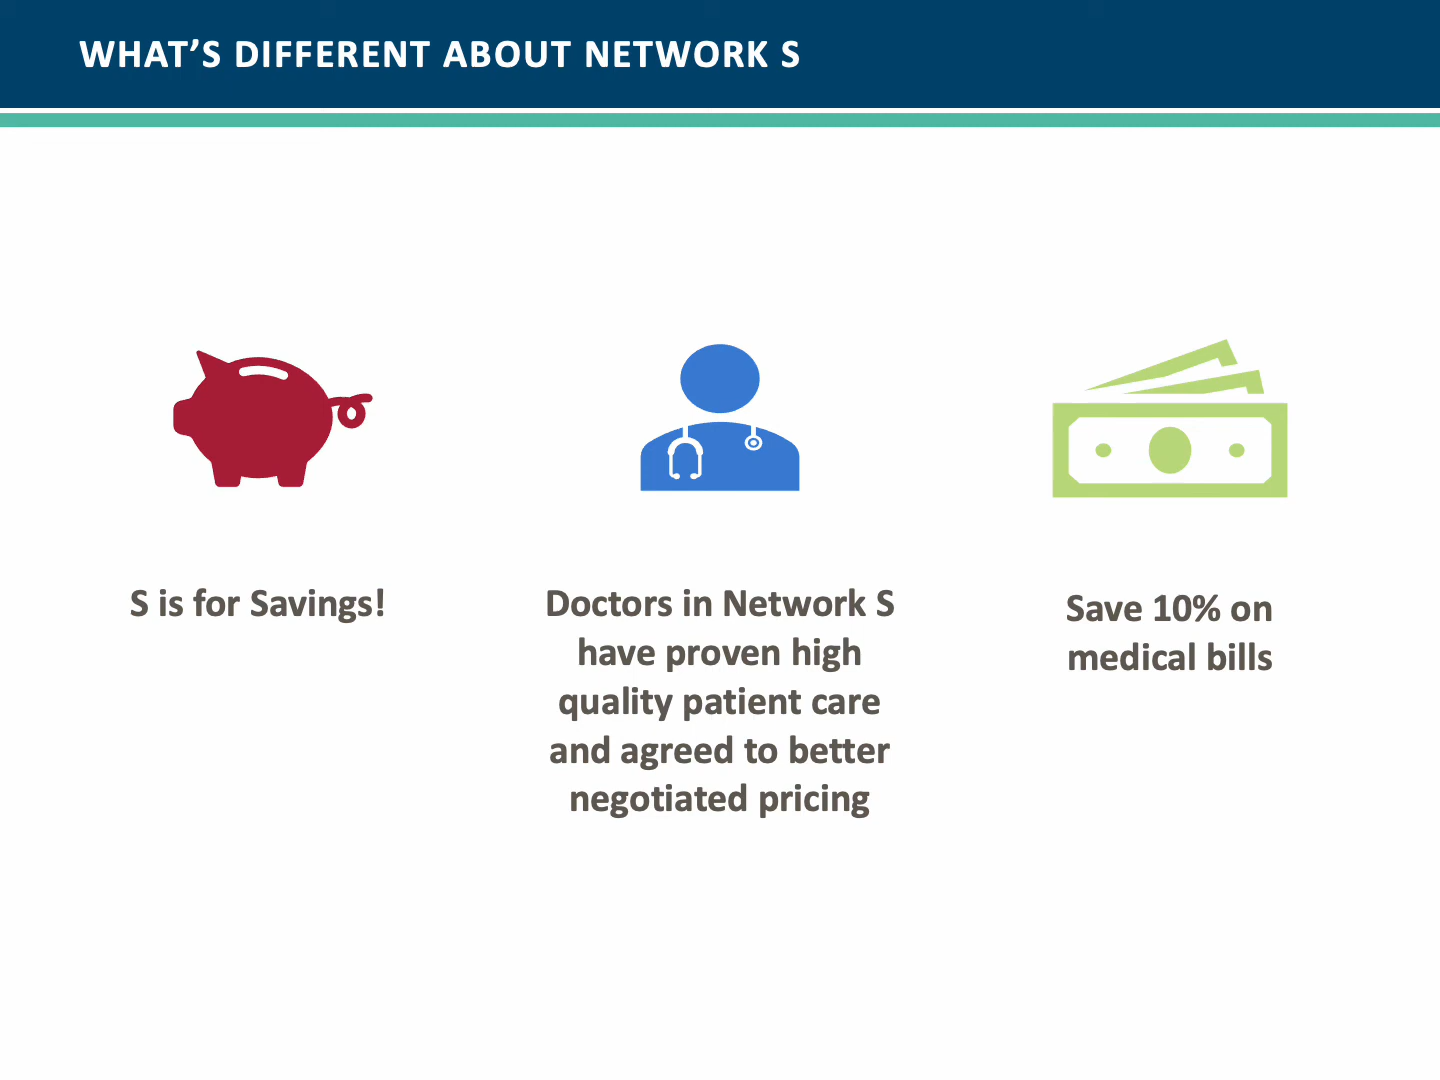 WHAT’S DIFFERENT ABOUT NETWORK S
S is for Savings!
Doctors in Network S
have proven high
quality patient care
and agreed to better
negotiated pricing
Save 10% on
medical bills